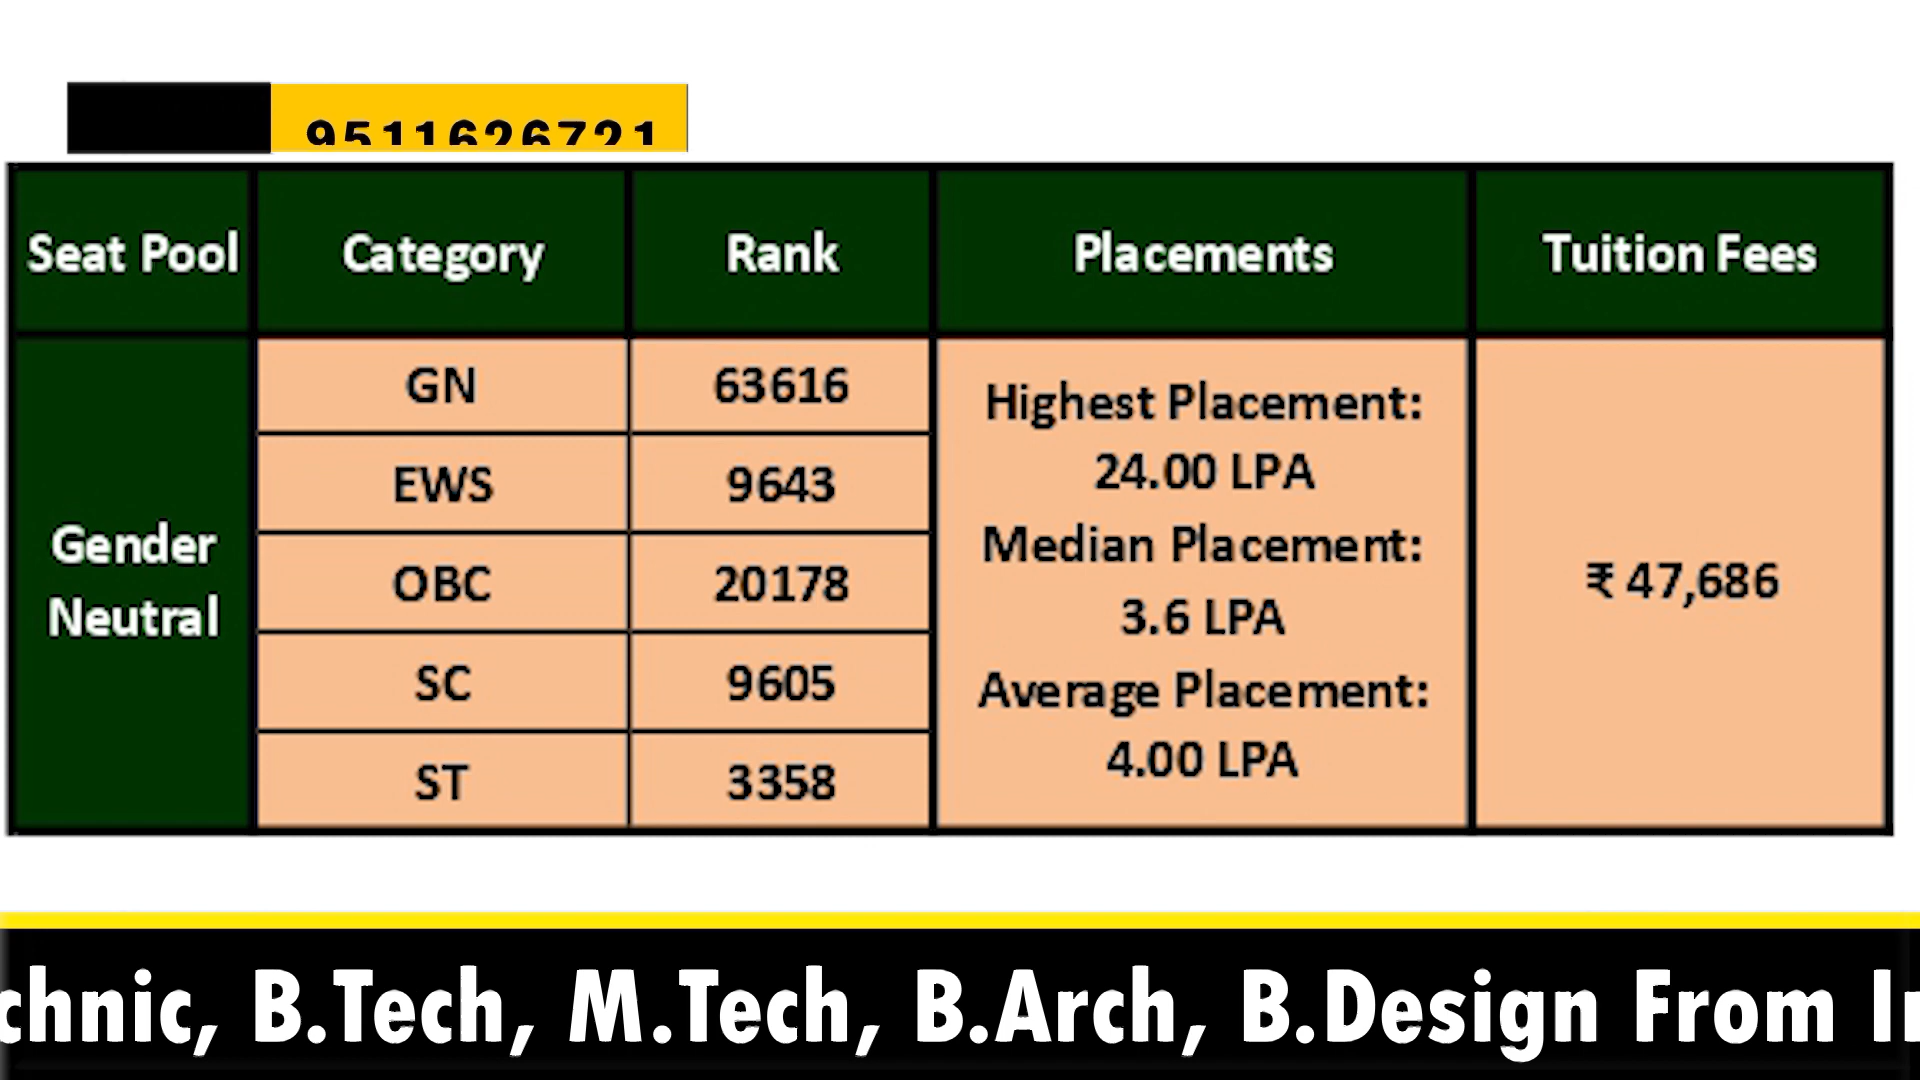 9511626721
Seat Pool Category Rank Placements Tuition Fees
Gender
Neutral
GN 63616
EWS 9643
OBC 20178
SC 9605
ST 3358
Highest Placement:
24.00 LPA
Median Placement:
3.6 LPA
Average Placement:
4.00 LPA
₹ 47,686
chnic, B.Tech, M.Tech, B.Arch, B.Design From In